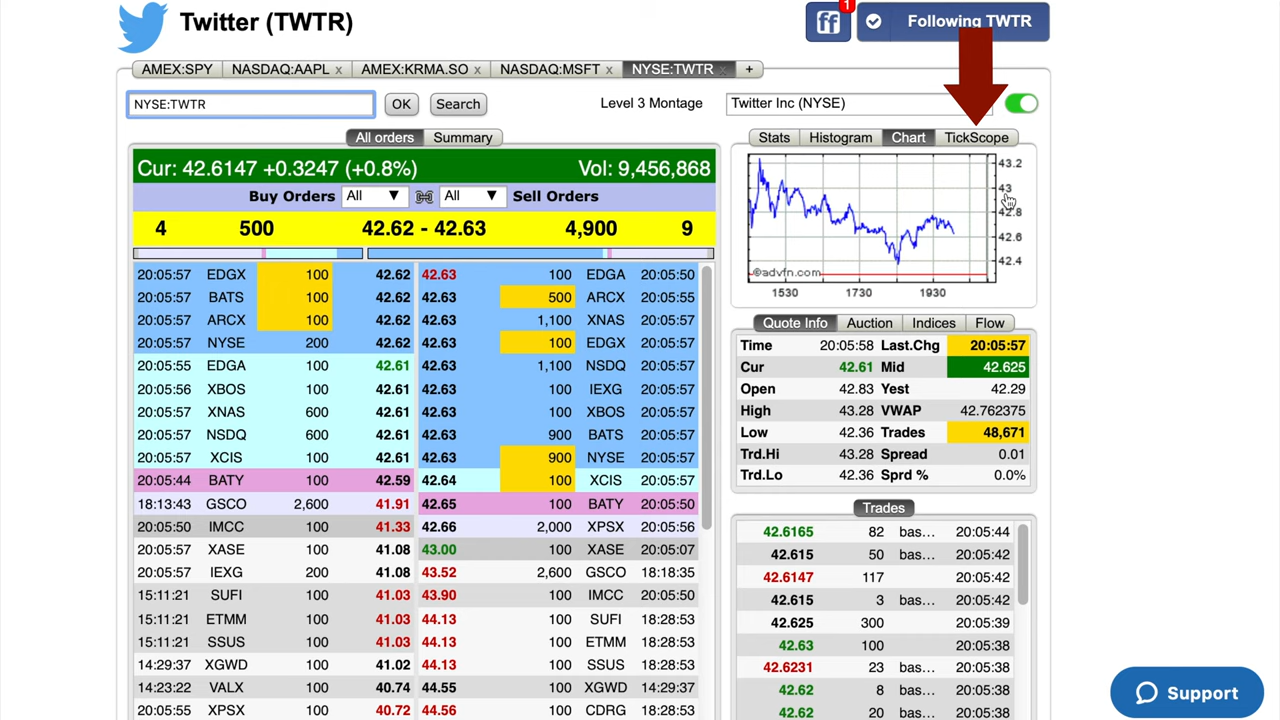 Twitter (TWTR)
ff 1 Following TWTR
AMEX:SPY NASDAQ:AAPL x AMEX:KRMA.SO x NASDAQ:MSFT x NYSE:TWTR x +
NYSE:TWTR OK Search Level 3 Montage Twitter Inc (NYSE)
All orders Summary
Stats Histogram Chart TickScope
Cur: 42.6147 +0.3247 (+0.8%) Vol: 9,456,868
Buy Orders All ▼ All ▼ Sell Orders
4 500 42.62 - 42.63 4,900 9
20:05:57 EDGX 100 42.62 42.63 100 EDGA 20:05:50
20:05:57 BATS 100 42.62 42.63 500 ARCX 20:05:55
20:05:57 ARCX 100 42.62 42.63 1,100 XNAS 20:05:57
20:05:57 NYSE 200 42.62 42.63 100 EDGX 20:05:57
20:05:55 EDGA 100 42.61 42.63 1,100 NSDQ 20:05:57
20:05:56 XBOS 100 42.61 42.63 100 IEXG 20:05:57
20:05:57 XNAS 600 42.61 42.63 100 XBOS 20:05:57
20:05:57 NSDQ 600 42.61 42.63 900 BATS 20:05:57
20:05:57 XCIS 100 42.61 42.63 900 NYSE 20:05:57
20:05:44 BATY 100 42.59 42.64 100 XCIS 20:05:57
18:13:43 GSCO 2,600 41.91 42.65 100 BATY 20:05:50
20:05:50 IMCC 100 41.33 42.66 2,000 XPSX 20:05:56
20:05:57 XASE 100 41.08 43.00 100 XASE 20:05:07
20:05:57 IEXG 200 41.08 43.52 2,600 GSCO 18:18:35
15:11:21 SUFI 100 41.03 43.90 100 IMCC 20:05:50
15:11:21 ETMM 100 41.03 44.13 100 SUFI 18:28:53
15:11:21 SSUS 100 41.03 44.13 100 ETMM 18:28:53
14:29:37 XGWD 100 41.02 44.13 100 SSUS 18:28:53
14:23:22 VALX 100 40.74 44.55 100 XGWD 14:29:37
20:05:55 XPSX 100 40.72 44.56 100 CDRG 18:28:53
43.2
43
42.8
42.6
42.4
©advfn.com
1530 1730 1930
Quote Info Auction Indices Flow
Time 20:05:58 Last.Chg 20:05:57
Cur 42.61 Mid 42.625
Open 42.83 Yest 42.29
High 43.28 VWAP 42.762375
Low 42.36 Trades 48,671
Trd.Hi 43.28 Spread 0.01
Trd.Lo 42.36 Sprd % 0.0%
Trades
42.6165 82 bas... 20:05:44
42.615 50 bas... 20:05:42
42.6147 117 20:05:42
42.615 3 bas... 20:05:42
42.625 300 20:05:39
42.63 100 20:05:38
42.6231 23 bas... 20:05:38
42.62 8 bas... 20:05:38
42.62 20 bas... 20:05:38
Support